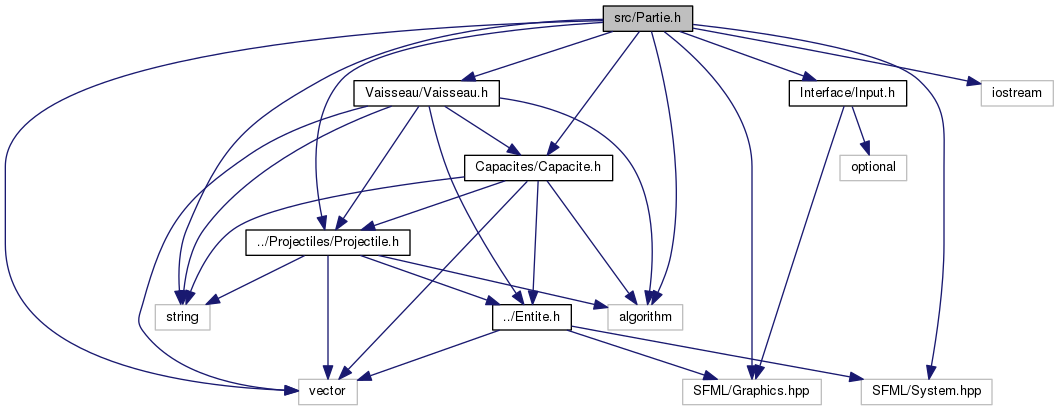 src/Partie.h
Vaisseau/Vaisseau.h
Interface/Input.h
iostream
Capacites/Capacite.h
optional
../Projectiles/Projectile.h
string
../Entite.h
algorithm
vector
SFML/Graphics.hpp
SFML/System.hpp